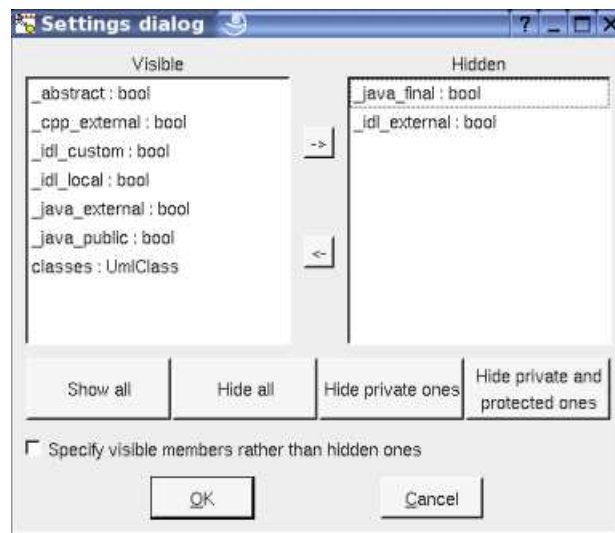 Settings dialog
Visible
Hidden
_abstract : bool
_cpp_external : bool
_idl_custom : bool
_idl_local : bool
_java_external : bool
_java_public : bool
classes : UmlClass
_java_final : bool
_idl_external : bool
->
<-
Show all
Hide all
Hide private ones
Hide private and
protected ones
Specify visible members rather than hidden ones
OK
Cancel